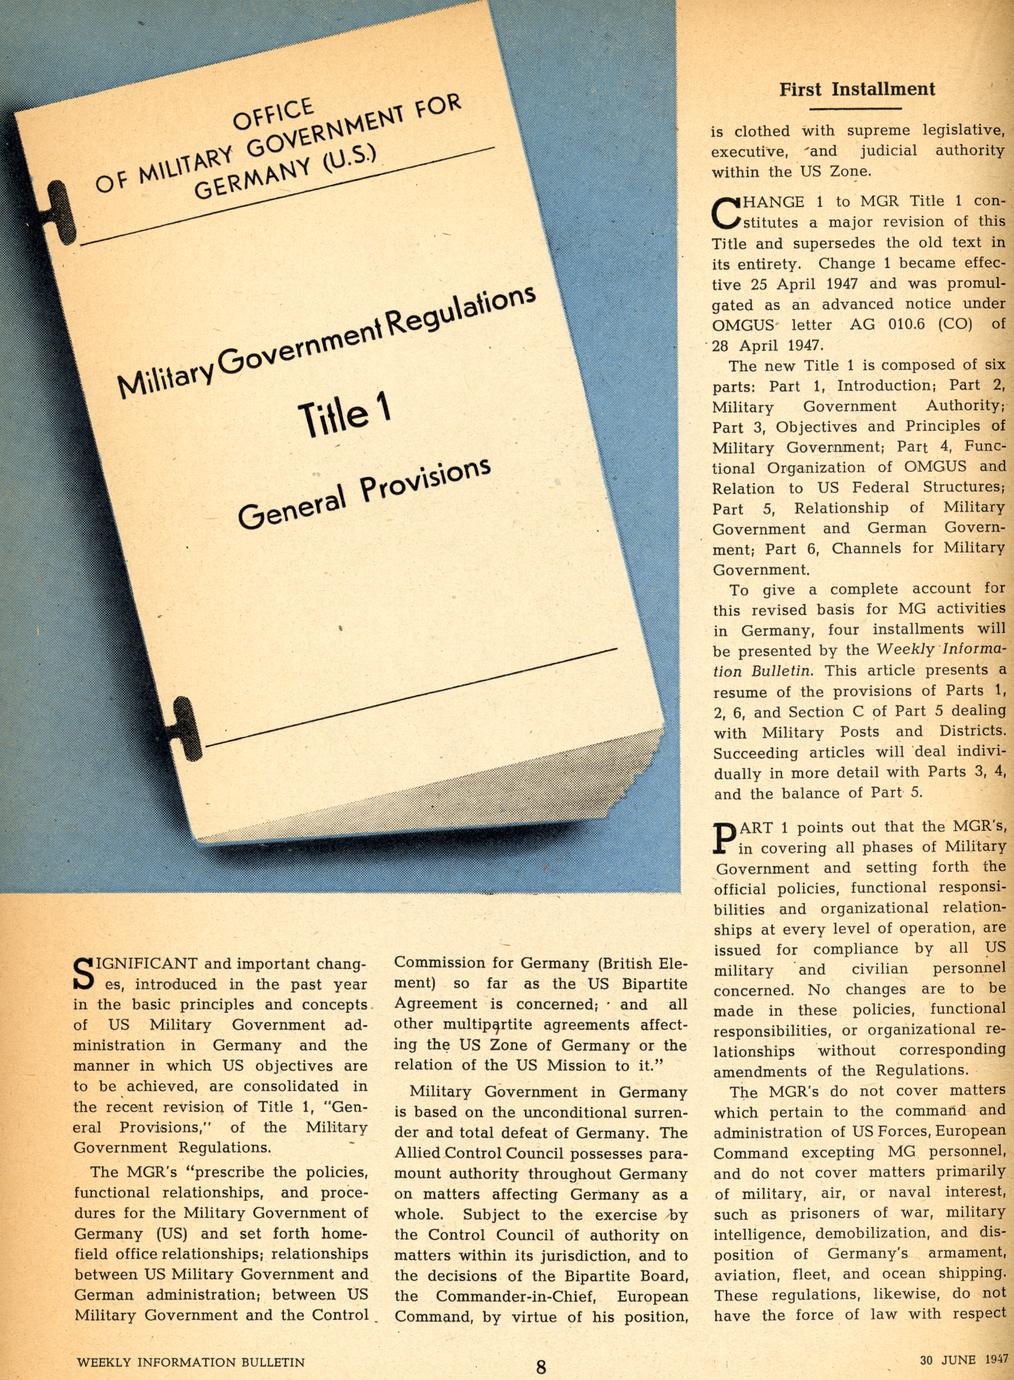 OFFICE
OF MILITARY GOVERNMENT FOR
GERMANY (U.S.)
Military Government Regulations
Title 1
General Provisions
SIGNIFICANT and important chang-
es, introduced in the past year
in the basic principles and concepts
of US Military Government ad-
ministration in Germany and the
manner in which US objectives are
to be achieved, are consolidated in
the recent revision of Title 1, “Gen-
eral Provisions,” of the Military
Government Regulations.
The MGR's “prescribe the policies,
functional relationships, and proce-
dures for the Military Government of
Germany (US) and set forth home-
field office relationships; relationships
between US Military Government and
German administration; between US
Military Government and the Control
Commission for Germany (British Ele-
ment) so far as the US Bipartite
Agreement is concerned; and all
other multipartite agreements affect-
ing the US Zone of Germany or the
relation of the US Mission to it.”
Military Government in Germany
is based on the unconditional surren-
der and total defeat of Germany. The
Allied Control Council possesses para-
mount authority throughout Germany
on matters affecting Germany as a
whole. Subject to the exercise by
the Control Council of authority on
matters within its jurisdiction, and to
the decisions of the Bipartite Board,
the Commander-in-Chief, European
Command, by virtue of his position,
First Installment
is clothed with supreme legislative,
executive, and judicial authority
within the US Zone.
CHANGE 1 to MGR Title 1 con-
stitutes a major revision of this
Title and supersedes the old text in
its entirety. Change 1 became effec-
tive 25 April 1947 and was promul-
gated as an advanced notice under
OMGUS letter AG 010.6 (CO) of
28 April 1947.
The new Title 1 is composed of six
parts: Part 1, Introduction; Part 2,
Military Government Authority;
Part 3, Objectives and Principles of
Military Government; Part 4, Func-
tional Organization of OMGUS and
Relation to US Federal Structures;
Part 5, Relationship of Military
Government and German Govern-
ment; Part 6, Channels for Military
Government.
To give a complete account for
this revised basis for MG activities
in Germany, four installments will
be presented by the Weekly Informa-
tion Bulletin. This article presents a
resume of the provisions of Parts 1,
2, 6, and Section C of Part 5 dealing
with Military Posts and Districts.
Succeeding articles will deal indivi-
dually in more detail with Parts 3, 4,
and the balance of Part 5.
PART 1 points out that the MGR's,
in covering all phases of Military
Government and setting forth the
official policies, functional responsi-
bilities and organizational relation-
ships at every level of operation, are
issued for compliance by all US
military and civilian personnel
concerned. No changes are to be
made in these policies, functional
responsibilities, or organizational re-
lationships without corresponding
amendments of the Regulations.
The MGR's do not cover matters
which pertain to the command and
administration of US Forces, European
Command excepting MG personnel,
and do not cover matters primarily
of military, air, or naval interest,
such as prisoners of war, military
intelligence, demobilization, and dis-
position of Germany's armament,
aviation, fleet, and ocean shipping.
These regulations, likewise, do not
have the force of law with respect
WEEKLY INFORMATION BULLETIN
8
30 JUNE 1947